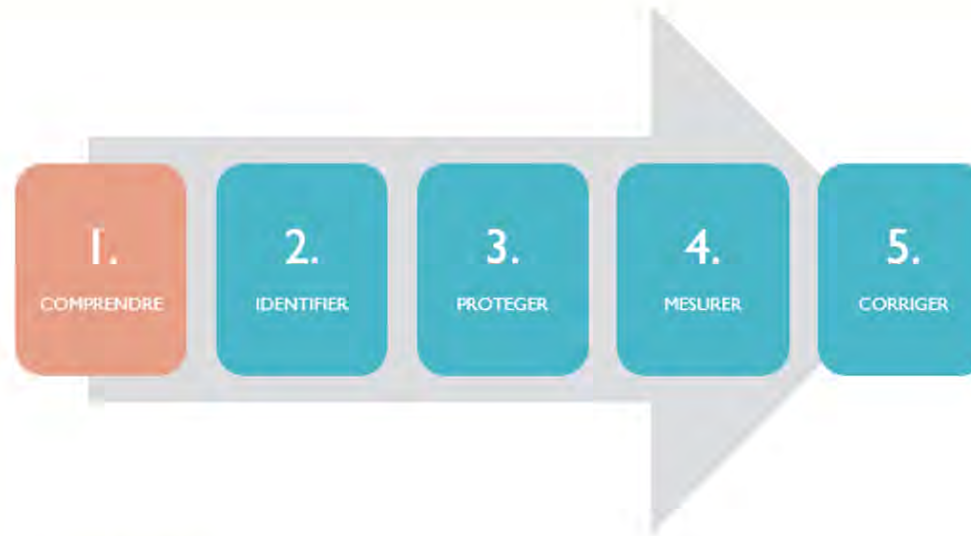 1.
COMPRENDRE
2.
IDENTIFIER
3.
PROTEGER
4.
MESURER
5.
CORRIGER